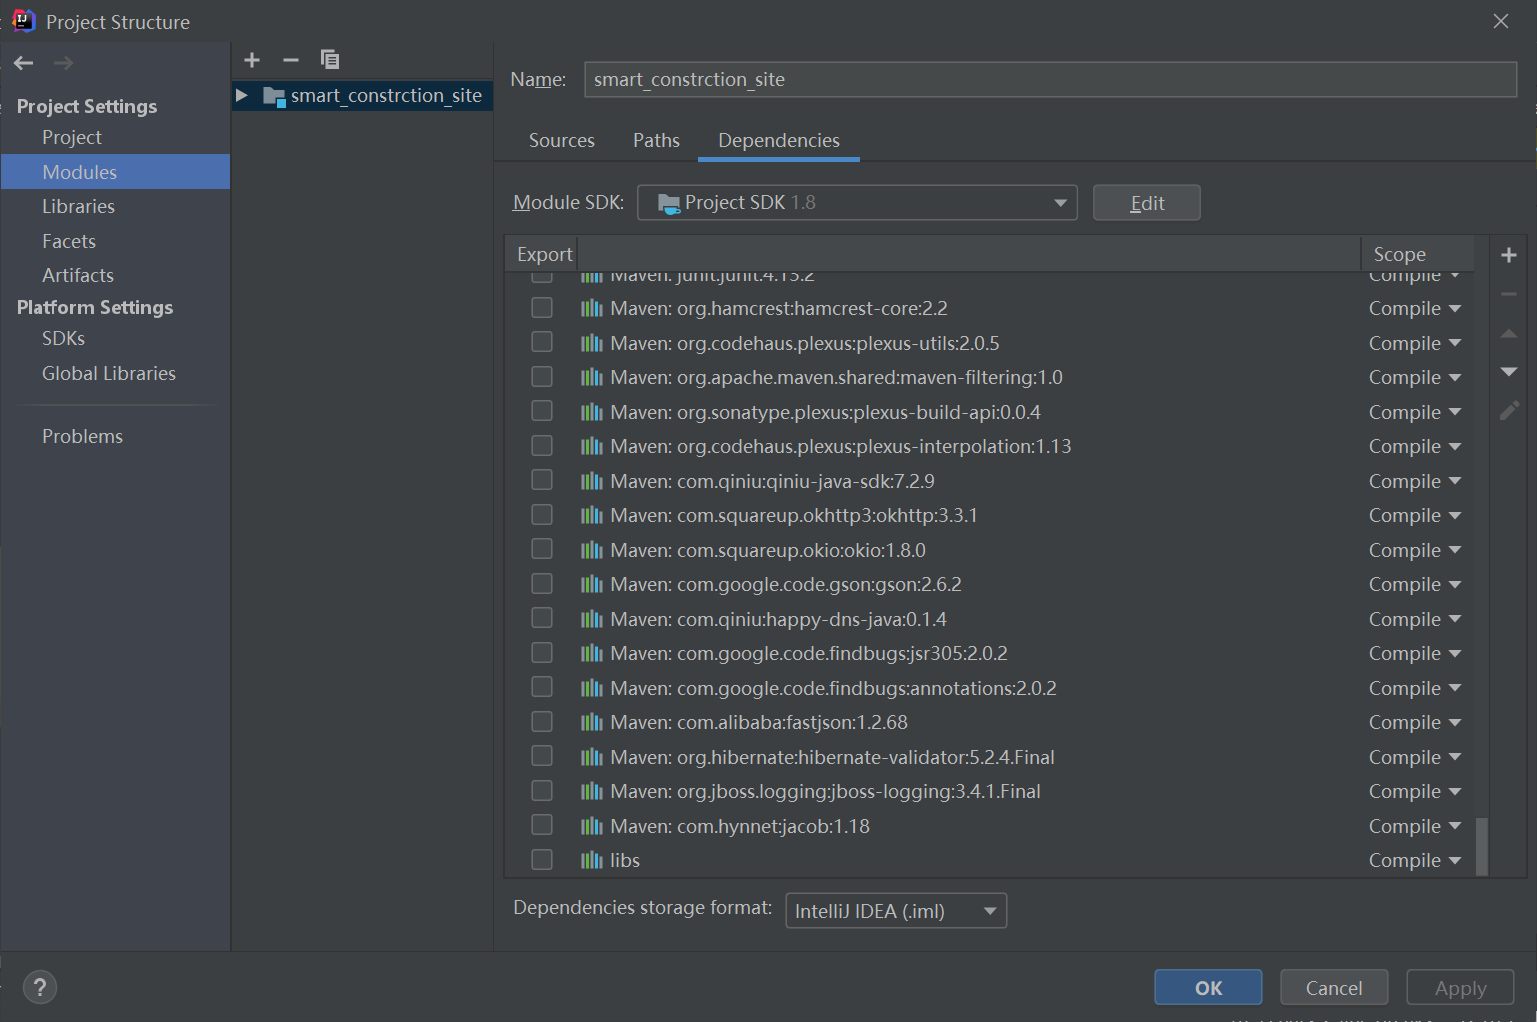 Project Structure
Project Settings
Project
Modules
Libraries
Facets
Artifacts
Platform Settings
SDKs
Global Libraries
Problems
smart_constrction_site
Name: smart_constrction_site
Sources Paths Dependencies
Module SDK: Project SDK 1.8 Edit
Export Scope
Maven: junit:junit:4.13.2 Compile
Maven: org.hamcrest:hamcrest-core:2.2 Compile
Maven: org.codehaus.plexus:plexus-utils:2.0.5 Compile
Maven: org.apache.maven.shared:maven-filtering:1.0 Compile
Maven: org.sonatype.plexus:plexus-build-api:0.0.4 Compile
Maven: org.codehaus.plexus:plexus-interpolation:1.13 Compile
Maven: com.qiniu:qiniu-java-sdk:7.2.9 Compile
Maven: com.squareup.okhttp3:okhttp:3.3.1 Compile
Maven: com.squareup.okio:okio:1.8.0 Compile
Maven: com.google.code.gson:gson:2.6.2 Compile
Maven: com.qiniu:happy-dns-java:0.1.4 Compile
Maven: com.google.code.findbugs:jsr305:2.0.2 Compile
Maven: com.google.code.findbugs:annotations:2.0.2 Compile
Maven: com.alibaba:fastjson:1.2.68 Compile
Maven: org.hibernate:hibernate-validator:5.2.4.Final Compile
Maven: org.jboss.logging:jboss-logging:3.4.1.Final Compile
Maven: com.hynnet:jacob:1.18 Compile
libs Compile
Dependencies storage format: IntelliJ IDEA (.iml)
? OK Cancel Apply